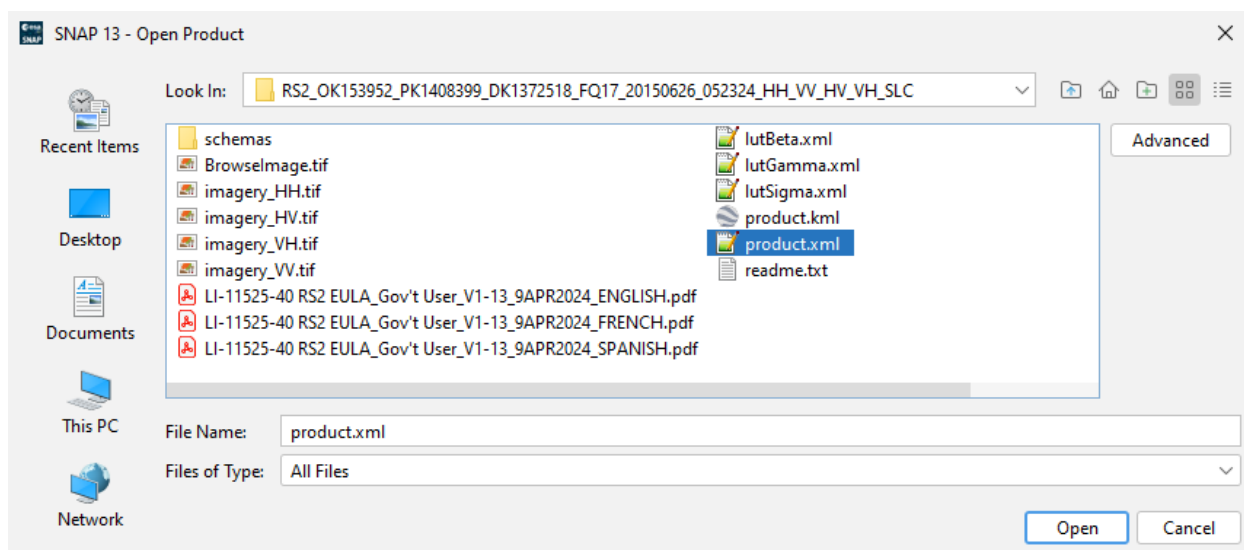 esa
SNAP
SNAP 13 - Open Product
Look In:
RS2_OK153952_PK1408399_DK1372518_FQ17_20150626_052324_HH_VV_HV_VH_SLC
Recent Items
Desktop
Documents
This PC
Network
schemas
BrowseImage.tif
imagery_HH.tif
imagery_HV.tif
imagery_VH.tif
imagery_VV.tif
LI-11525-40 RS2 EULA_Gov't User_V1-13_9APR2024_ENGLISH.pdf
LI-11525-40 RS2 EULA_Gov't User_V1-13_9APR2024_FRENCH.pdf
LI-11525-40 RS2 EULA_Gov't User_V1-13_9APR2024_SPANISH.pdf
lutBeta.xml
lutGamma.xml
lutSigma.xml
product.kml
product.xml
readme.txt
Advanced
File Name:
product.xml
Files of Type:
All Files
Open
Cancel